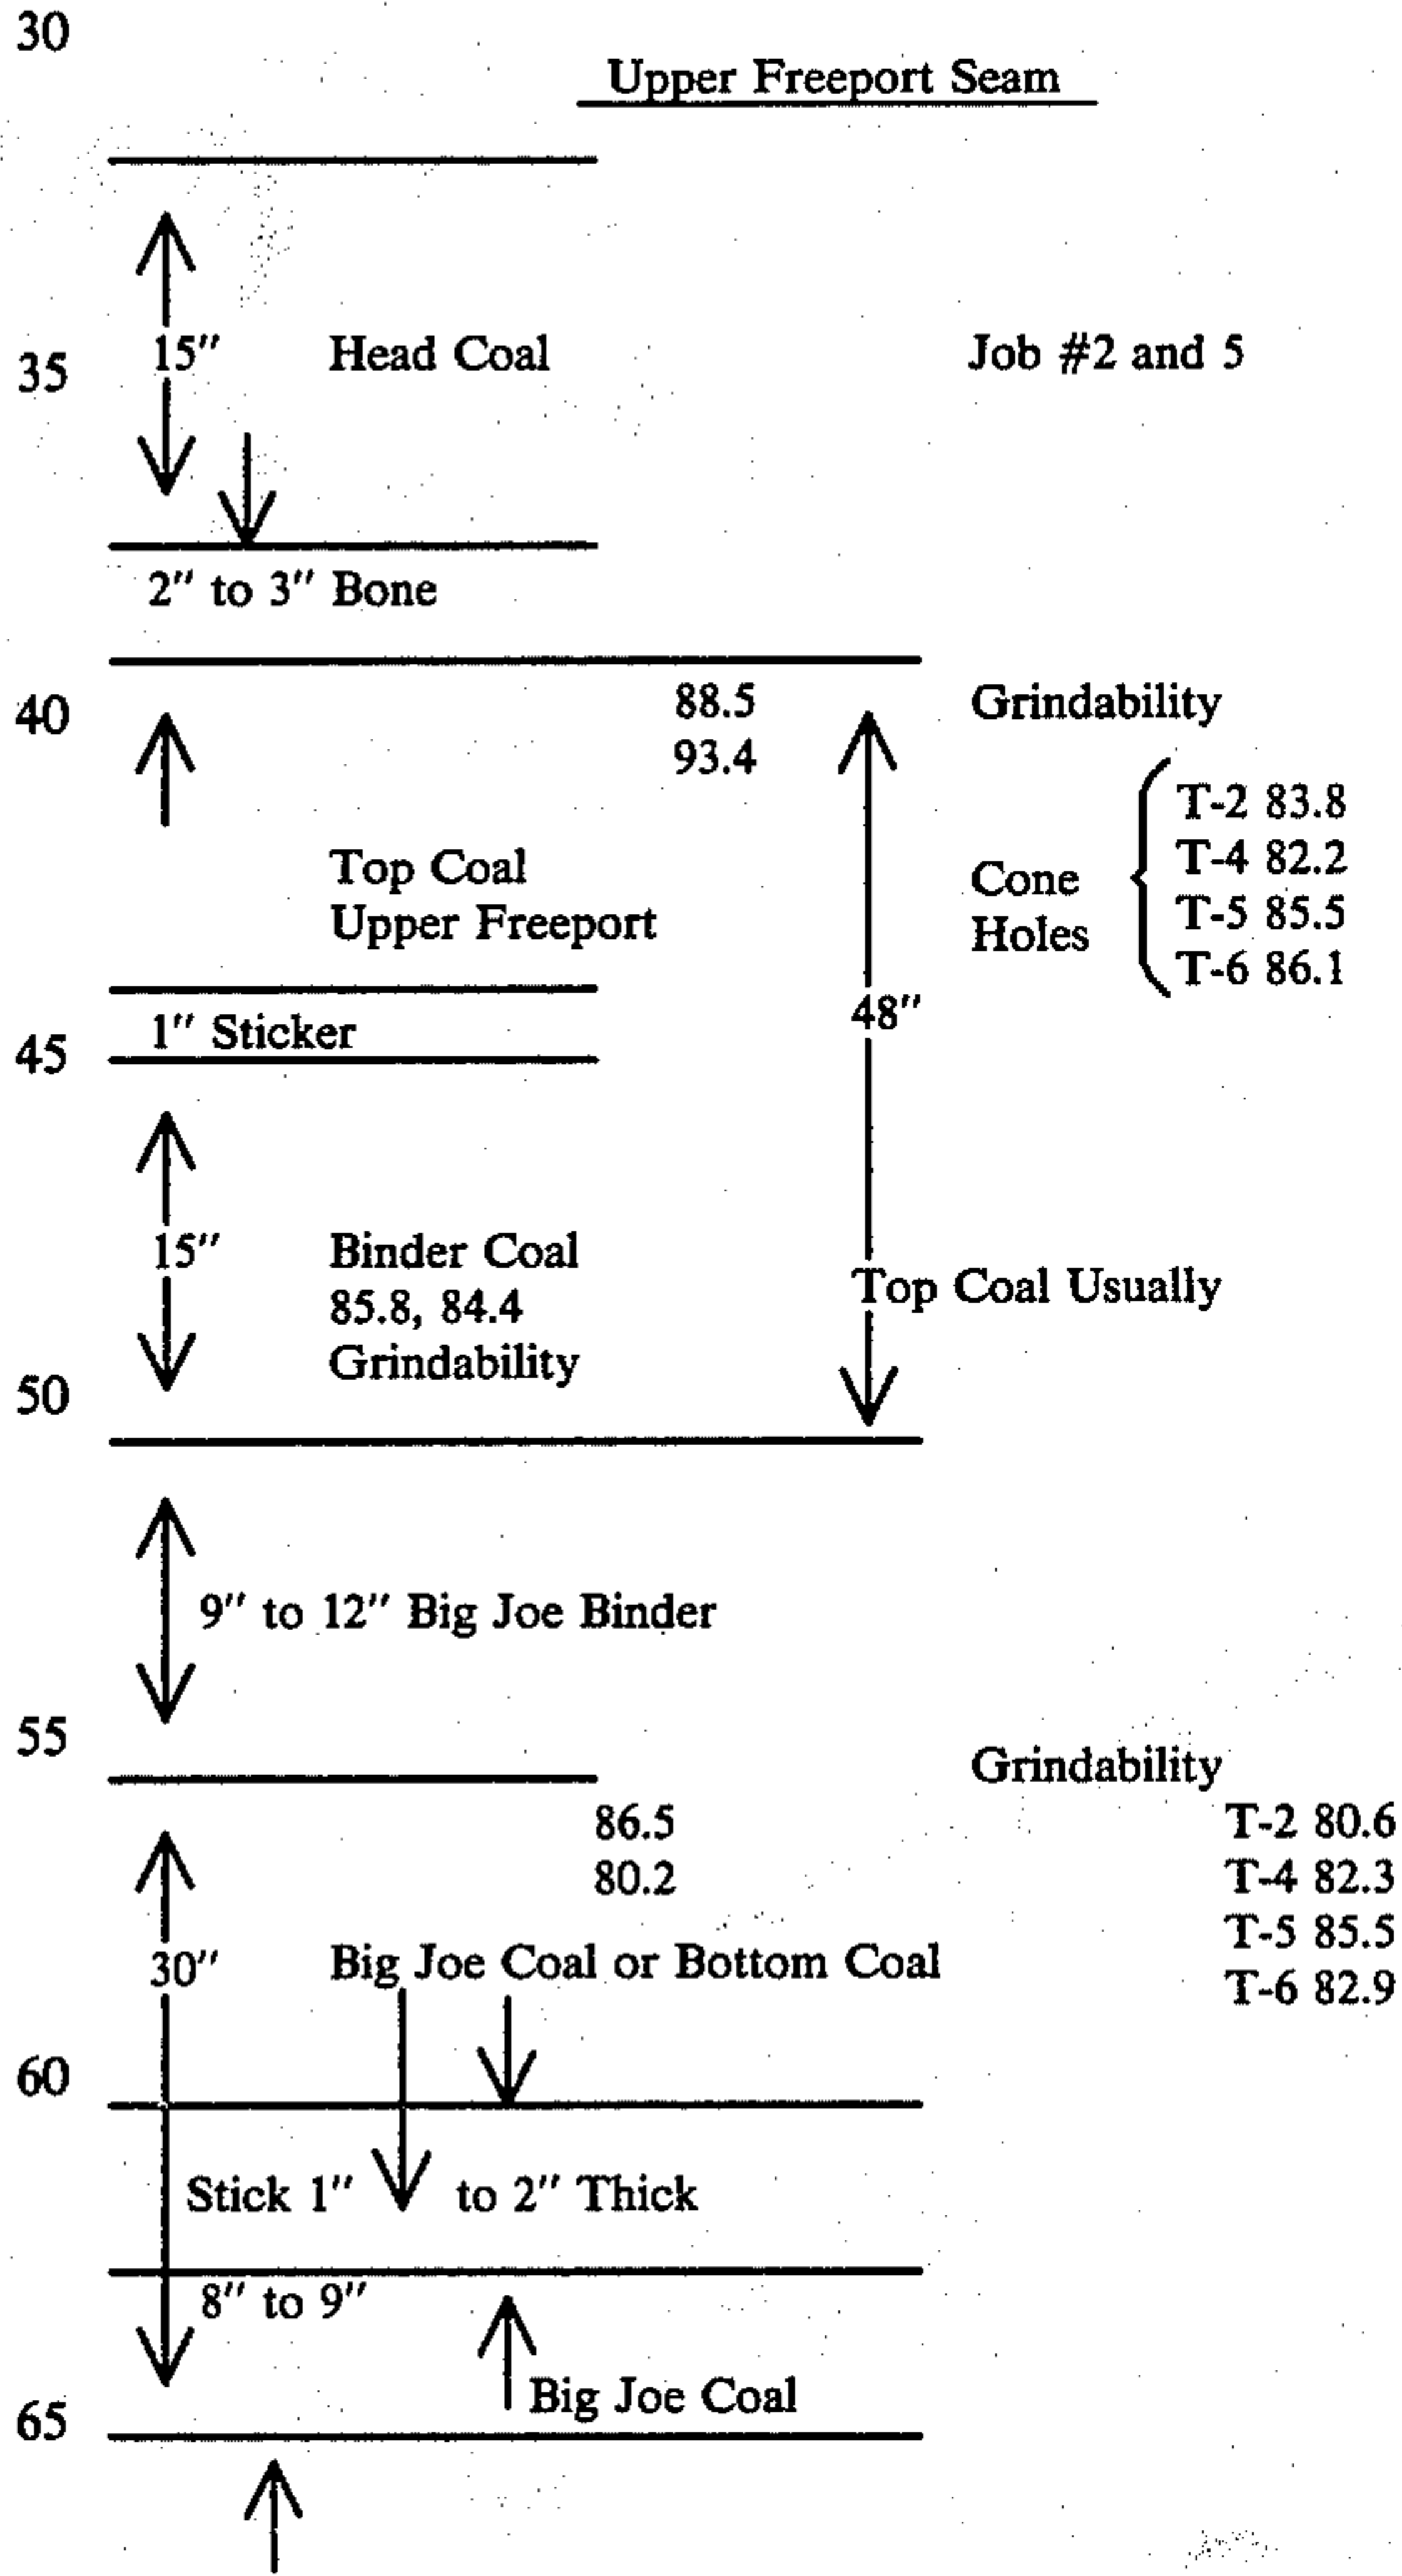 30
Upper Freeport Seam
35
15"
Head Coal
Job #2 and 5
2" to 3" Bone
40
88.5
93.4
Grindability
Cone
Holes
T-2 83.8
T-4 82.2
T-5 85.5
T-6 86.1
Top Coal
Upper Freeport
48"
1" Sticker
45
15"
Binder Coal
85.8, 84.4
Grindability
Top Coal Usually
50
9" to 12" Big Joe Binder
55
Grindability
86.5
80.2
T-2 80.6
T-4 82.3
T-5 85.5
T-6 82.9
30"
Big Joe Coal or Bottom Coal
60
Stick 1" to 2" Thick
8" to 9"
Big Joe Coal
65